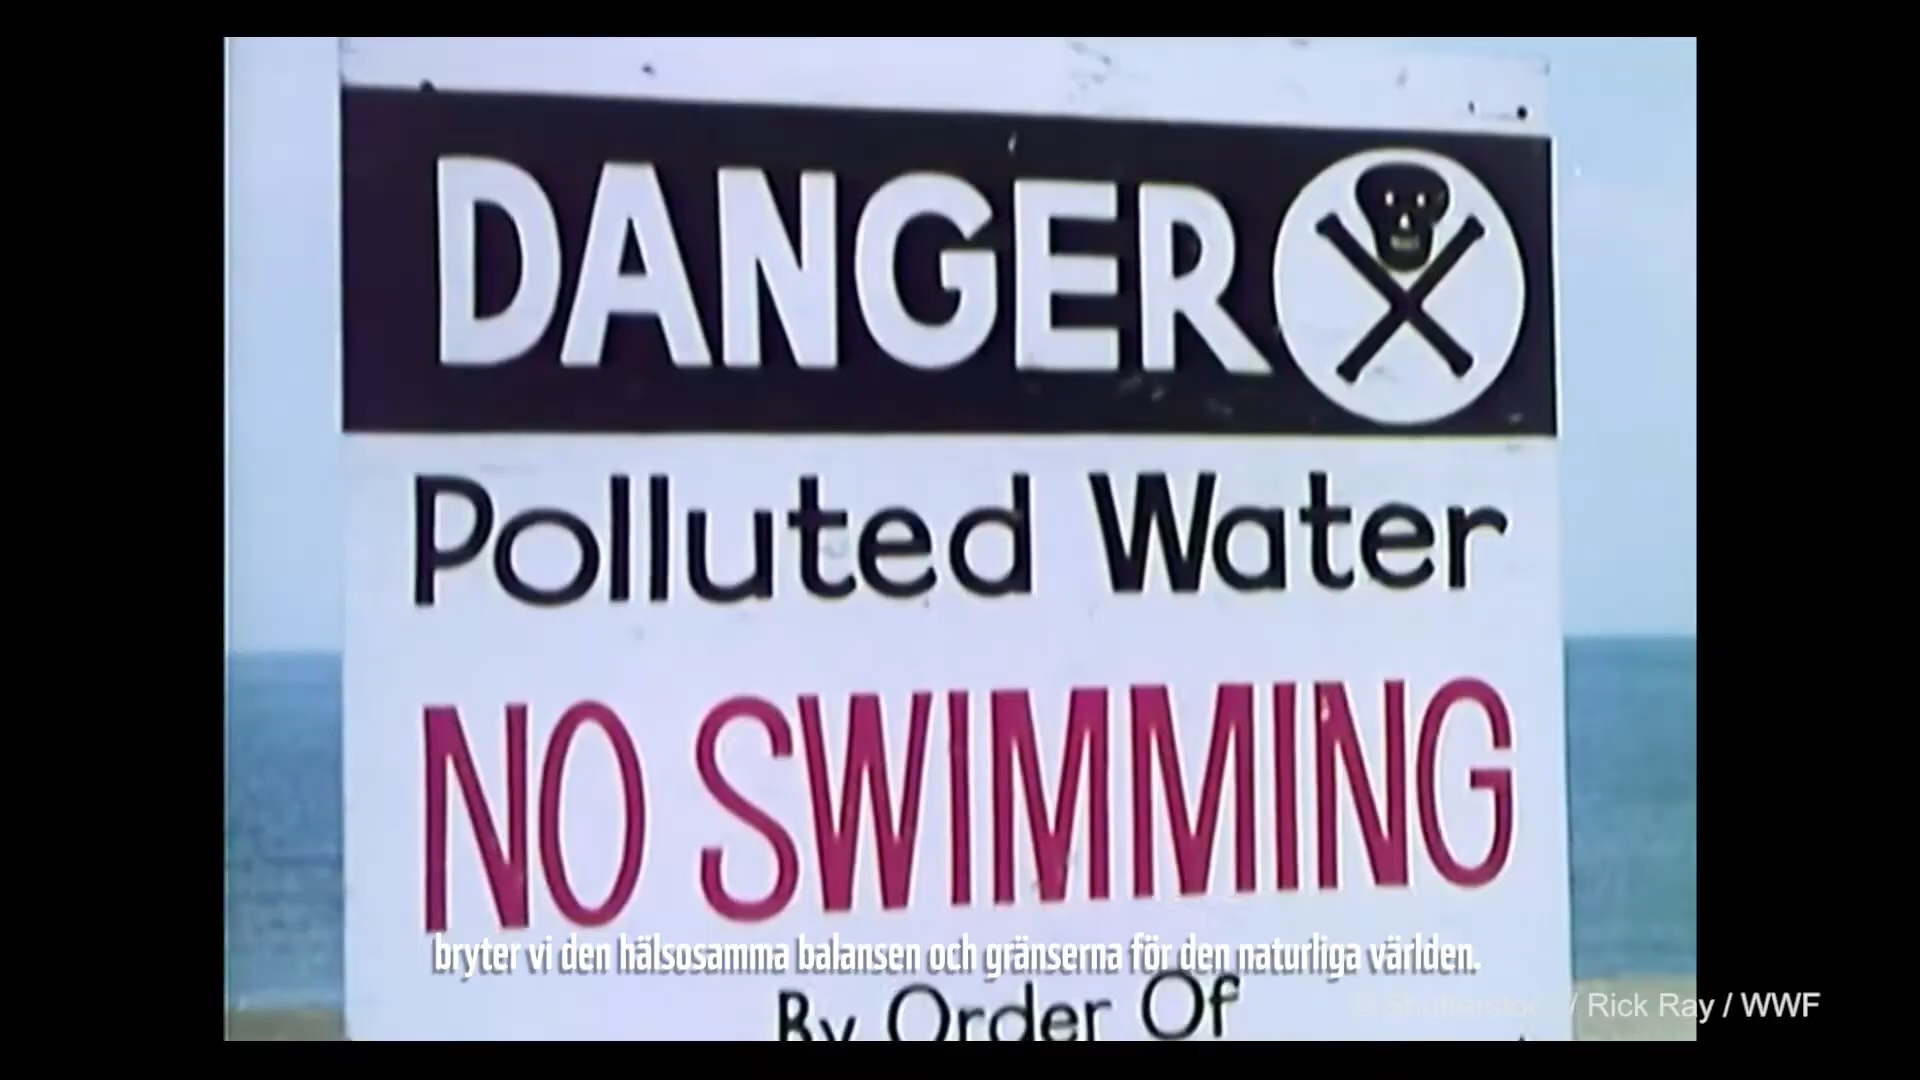 DANGER
Polluted Water
NO SWIMMING
bryter vi den hälsosamma balansen och gränserna för den naturliga världen.
By Order Of
© Shutterstock / Rick Ray / WWF